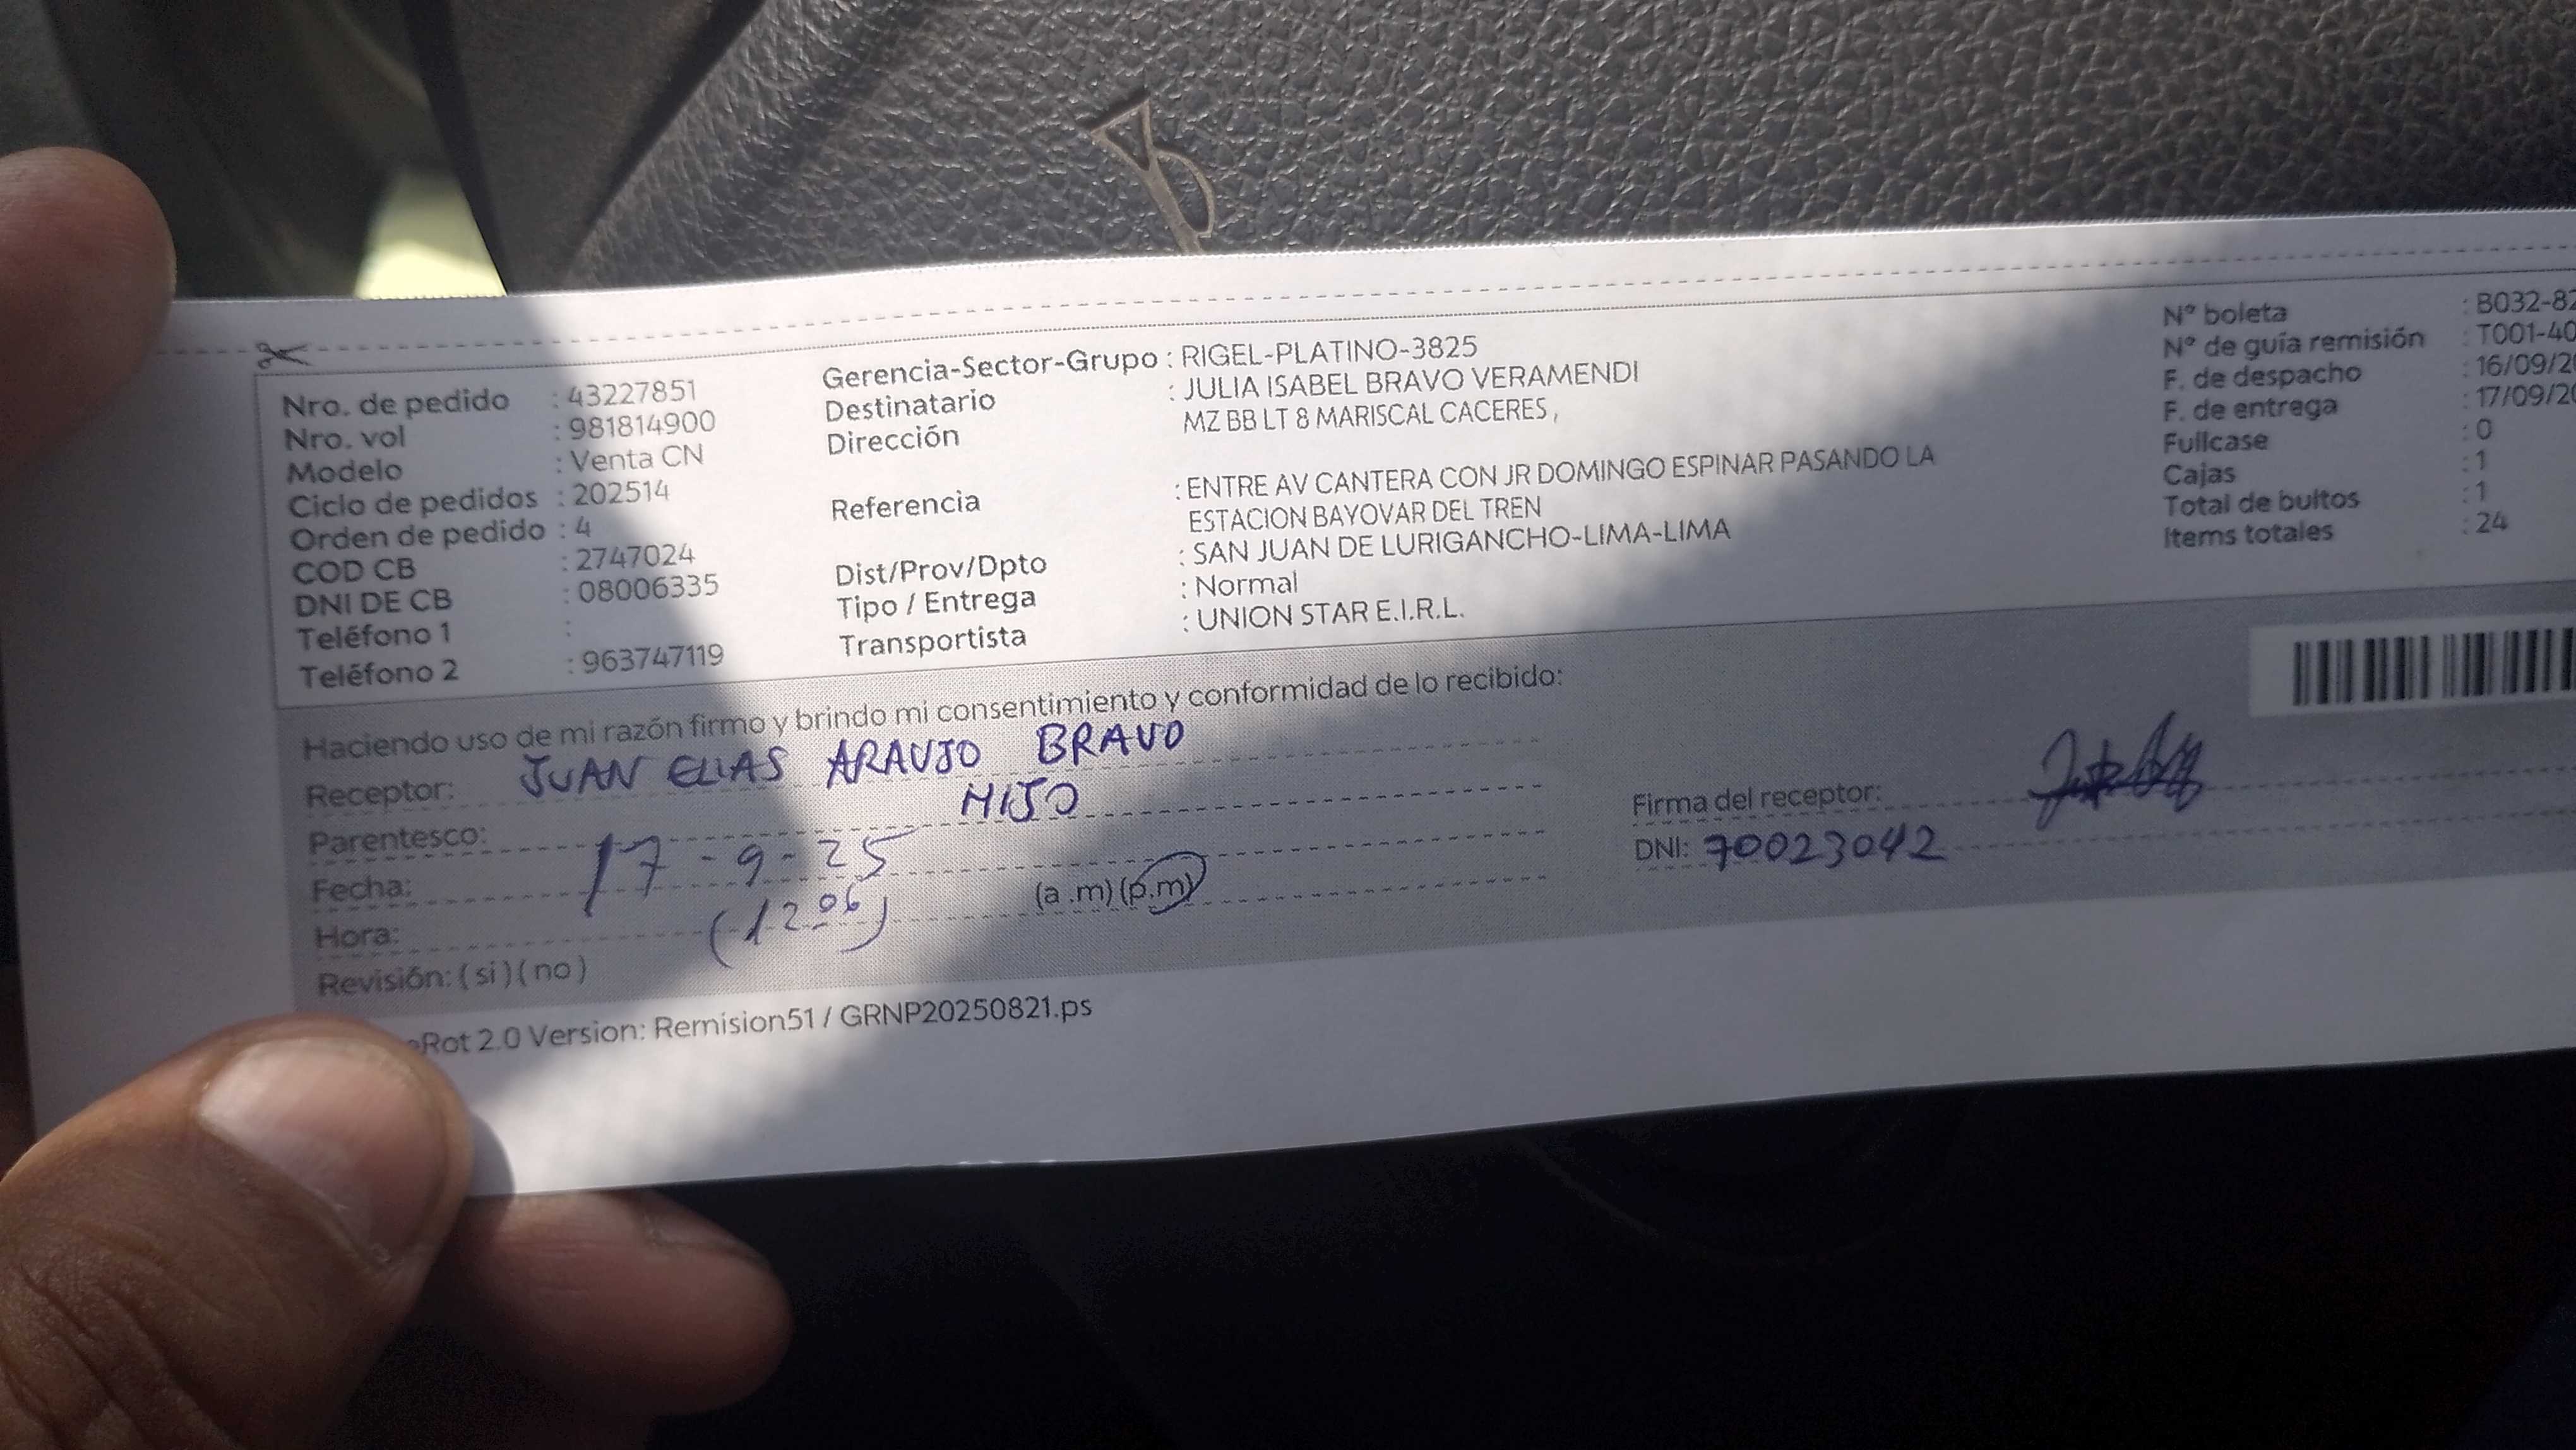 Nro. de pedido : 43227851
Nro. vol : 981814900
Modelo : Venta CN
Ciclo de pedidos : 202514
Orden de pedido : 4
COD CB : 2747024
DNI DE CB : 08006335
Teléfono 1 :
Teléfono 2 : 963747119
Gerencia-Sector-Grupo : RIGEL-PLATINO-3825
Destinatario : JULIA ISABEL BRAVO VERAMENDI
Dirección MZ BB LT 8 MARISCAL CACERES ,
Referencia : ENTRE AV CANTERA CON JR DOMINGO ESPINAR PASANDO LA
ESTACION BAYOVAR DEL TREN
Dist/Prov/Dpto : SAN JUAN DE LURIGANCHO-LIMA-LIMA
Tipo / Entrega : Normal
Transportista : UNION STAR E.I.R.L.
N° boleta : B032-82
N° de guía remisión : T001-40
F. de despacho : 16/09/20
F. de entrega : 17/09/20
Fullcase : 0
Cajas : 1
Total de bultos : 1
Items totales : 24
Haciendo uso de mi razón firmo y brindo mi consentimiento y conformidad de lo recibido:
Receptor: JUAN ELIAS ARAUJO BRAVO
Parentesco: HIJO
Fecha: 17-9-25
Hora: (12 06) (a .m) (p.m)
Revisión: ( si ) ( no )
Firma del receptor:
DNI: 70023042
Rot 2.0 Version: Remision51 / GRNP20250821.ps